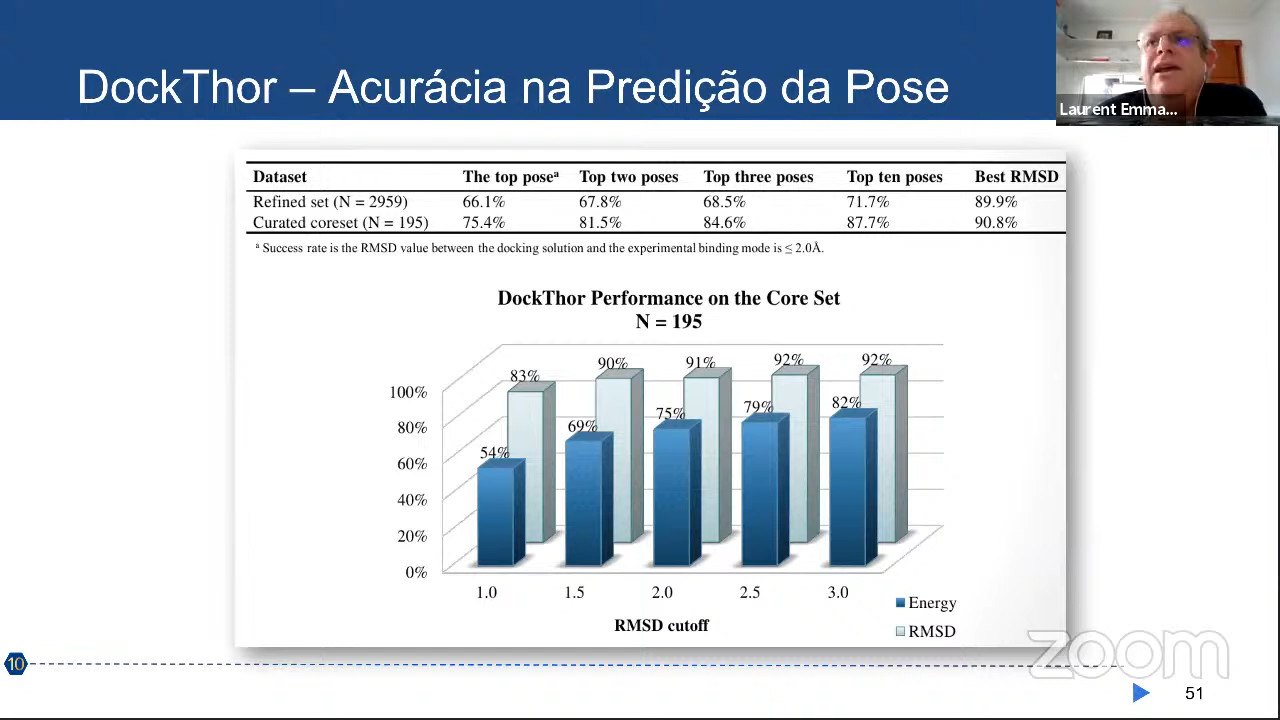 DockThor – Acurácia na Predição da Pose
Laurent Emma...
Dataset The top poseᵃ Top two poses Top three poses Top ten poses Best RMSD
Refined set (N = 2959) 66.1% 67.8% 68.5% 71.7% 89.9%
Curated coreset (N = 195) 75.4% 81.5% 84.6% 87.7% 90.8%
ᵃ Success rate is the RMSD value between the docking solution and the experimental binding mode is ≤ 2.0Å.
DockThor Performance on the Core Set
N = 195
83% 90% 91% 92% 92%
54% 69% 75% 79% 82%
100%
80%
60%
40%
20%
0%
1.0 1.5 2.0 2.5 3.0
RMSD cutoff
Energy
RMSD
zoom
10
51